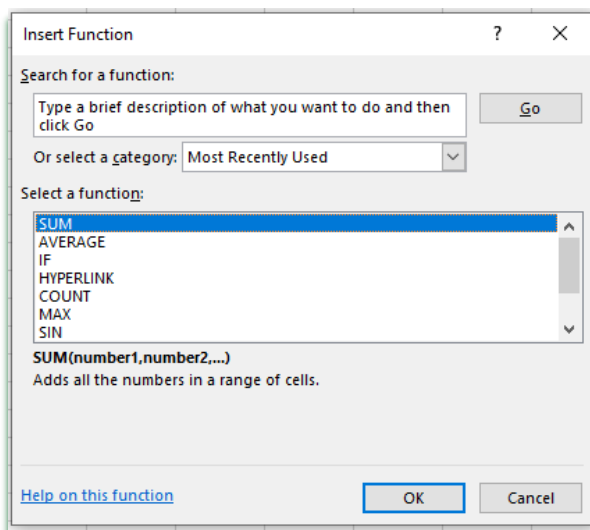 Insert Function
?
Search for a function:
Type a brief description of what you want to do and then
click Go
Go
Or select a category: Most Recently Used
Select a function:
SUM
AVERAGE
IF
HYPERLINK
COUNT
MAX
SIN
SUM(number1,number2,...)
Adds all the numbers in a range of cells.
Help on this function
OK
Cancel